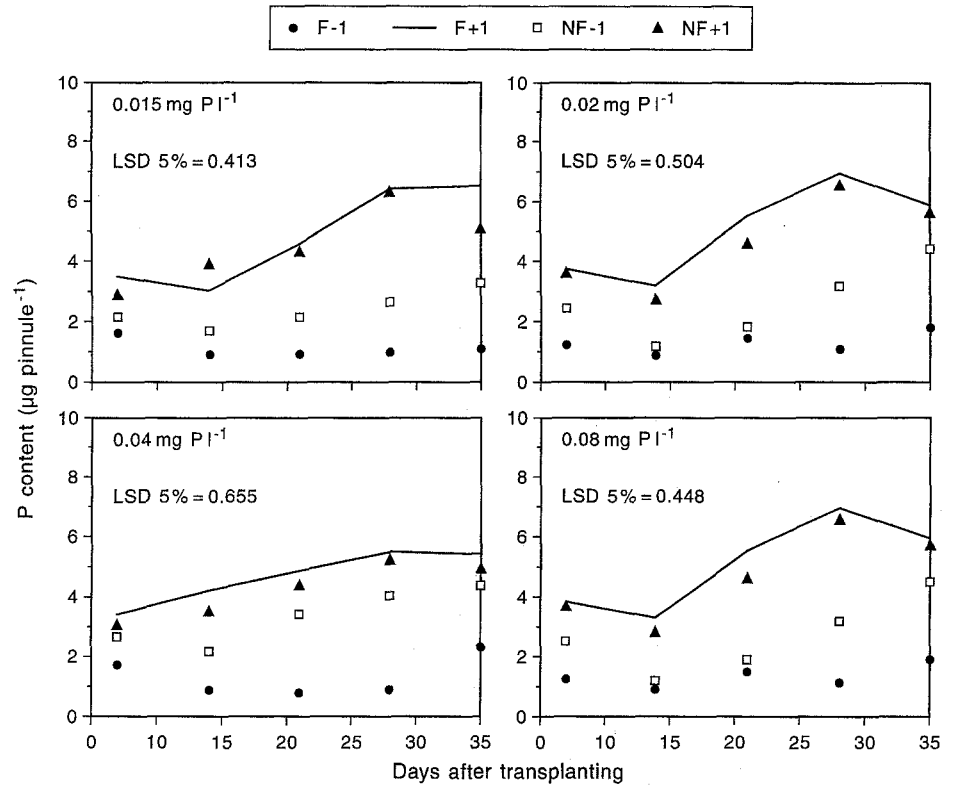 F-1 F+1 NF-1 NF+1
0.015 mg P l⁻¹
LSD 5% = 0.413
10
8
6
4
2
0
0.02 mg P l⁻¹
LSD 5% = 0.504
10
8
6
4
2
0
P content (µg pinnule⁻¹)
0.04 mg P l⁻¹
LSD 5% = 0.655
10
8
6
4
2
0
0 10 15 20 25 30 35
0.08 mg P l⁻¹
LSD 5% = 0.448
10
8
6
4
2
0
0 10 15 20 25 30 35
Days after transplanting